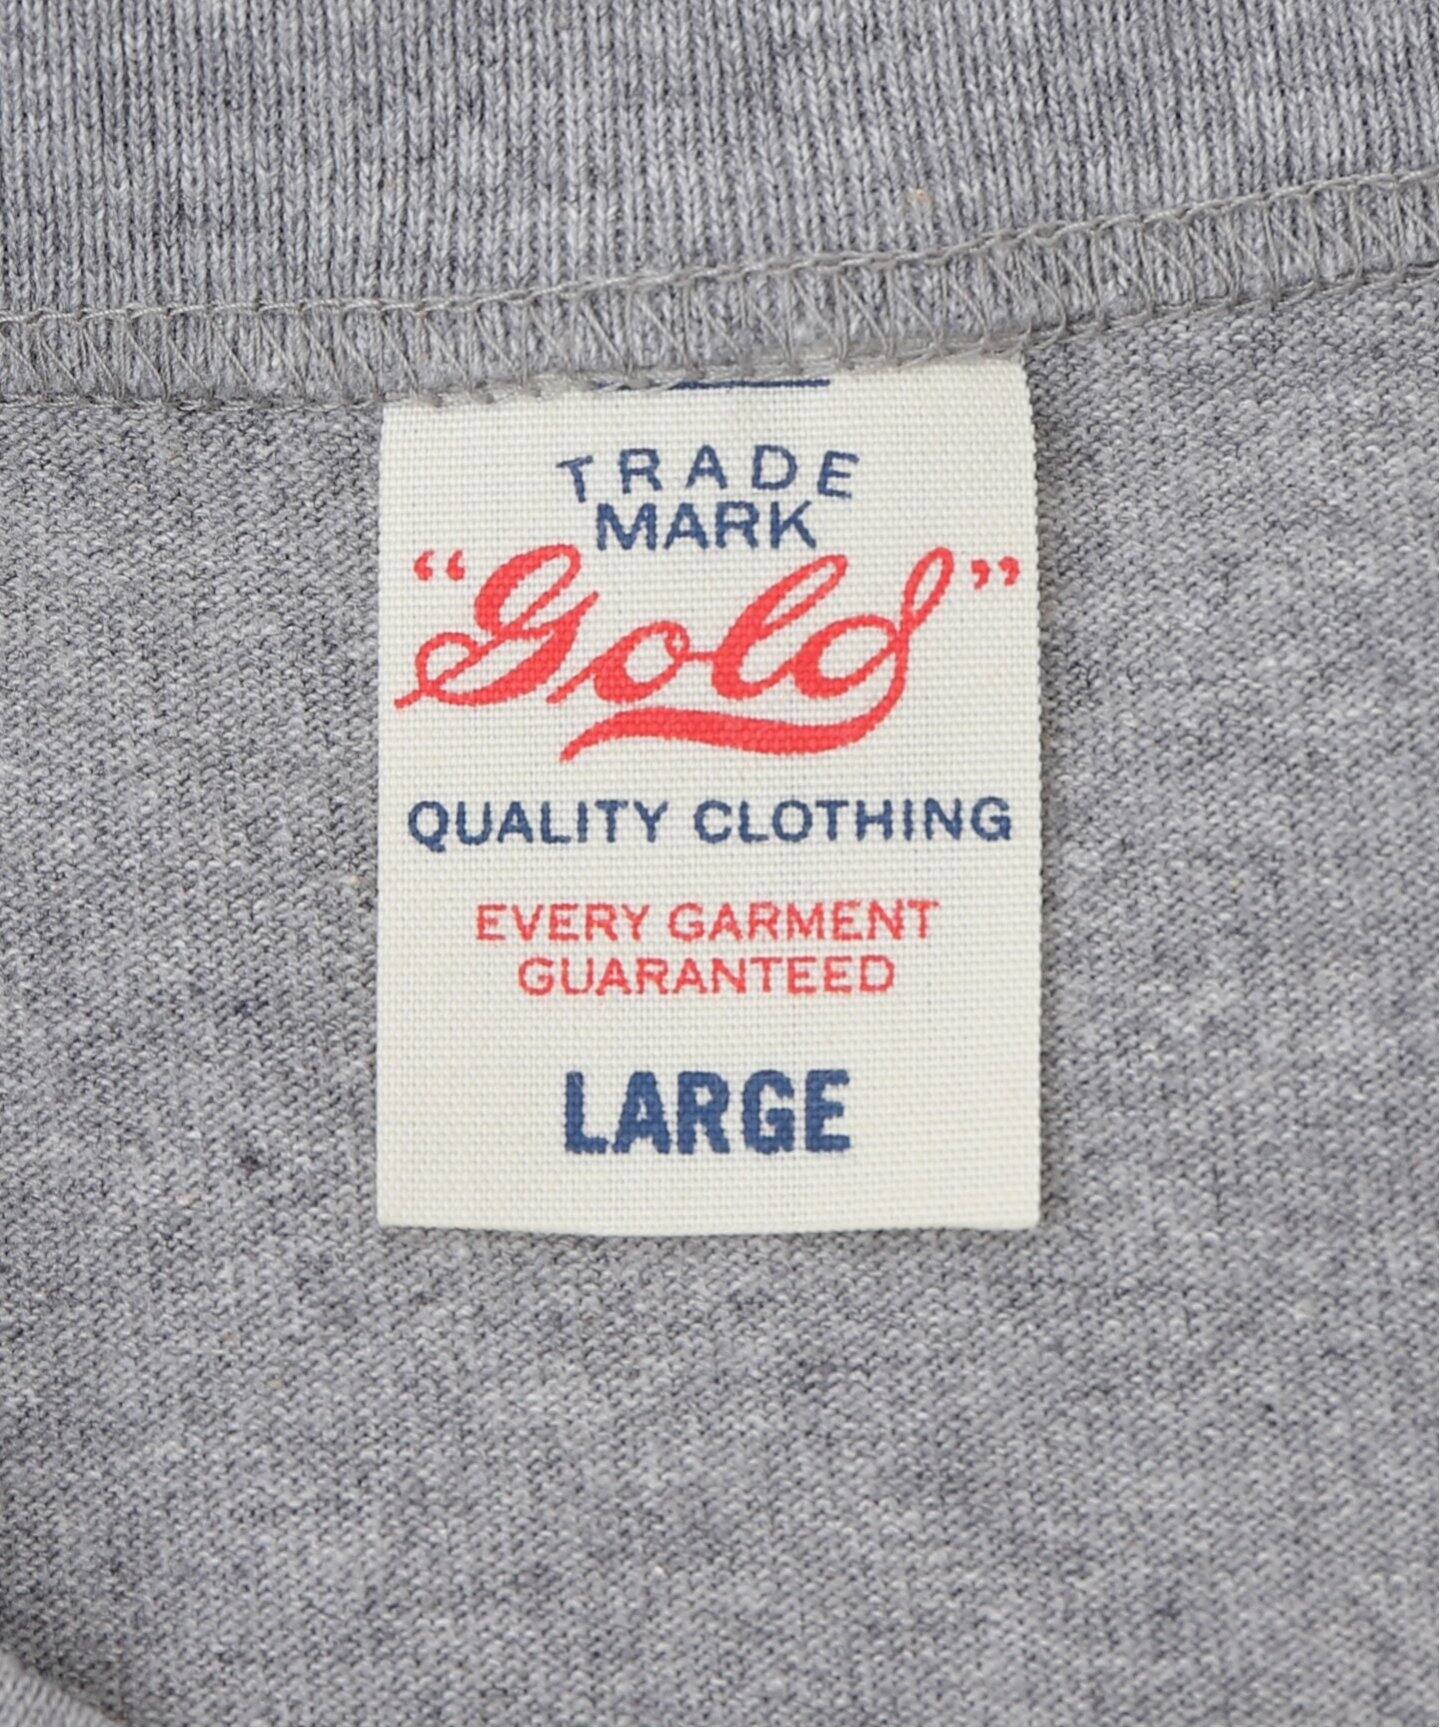 TRADE
MARK
“Gold”
QUALITY CLOTHING
EVERY GARMENT
GUARANTEED
LARGE